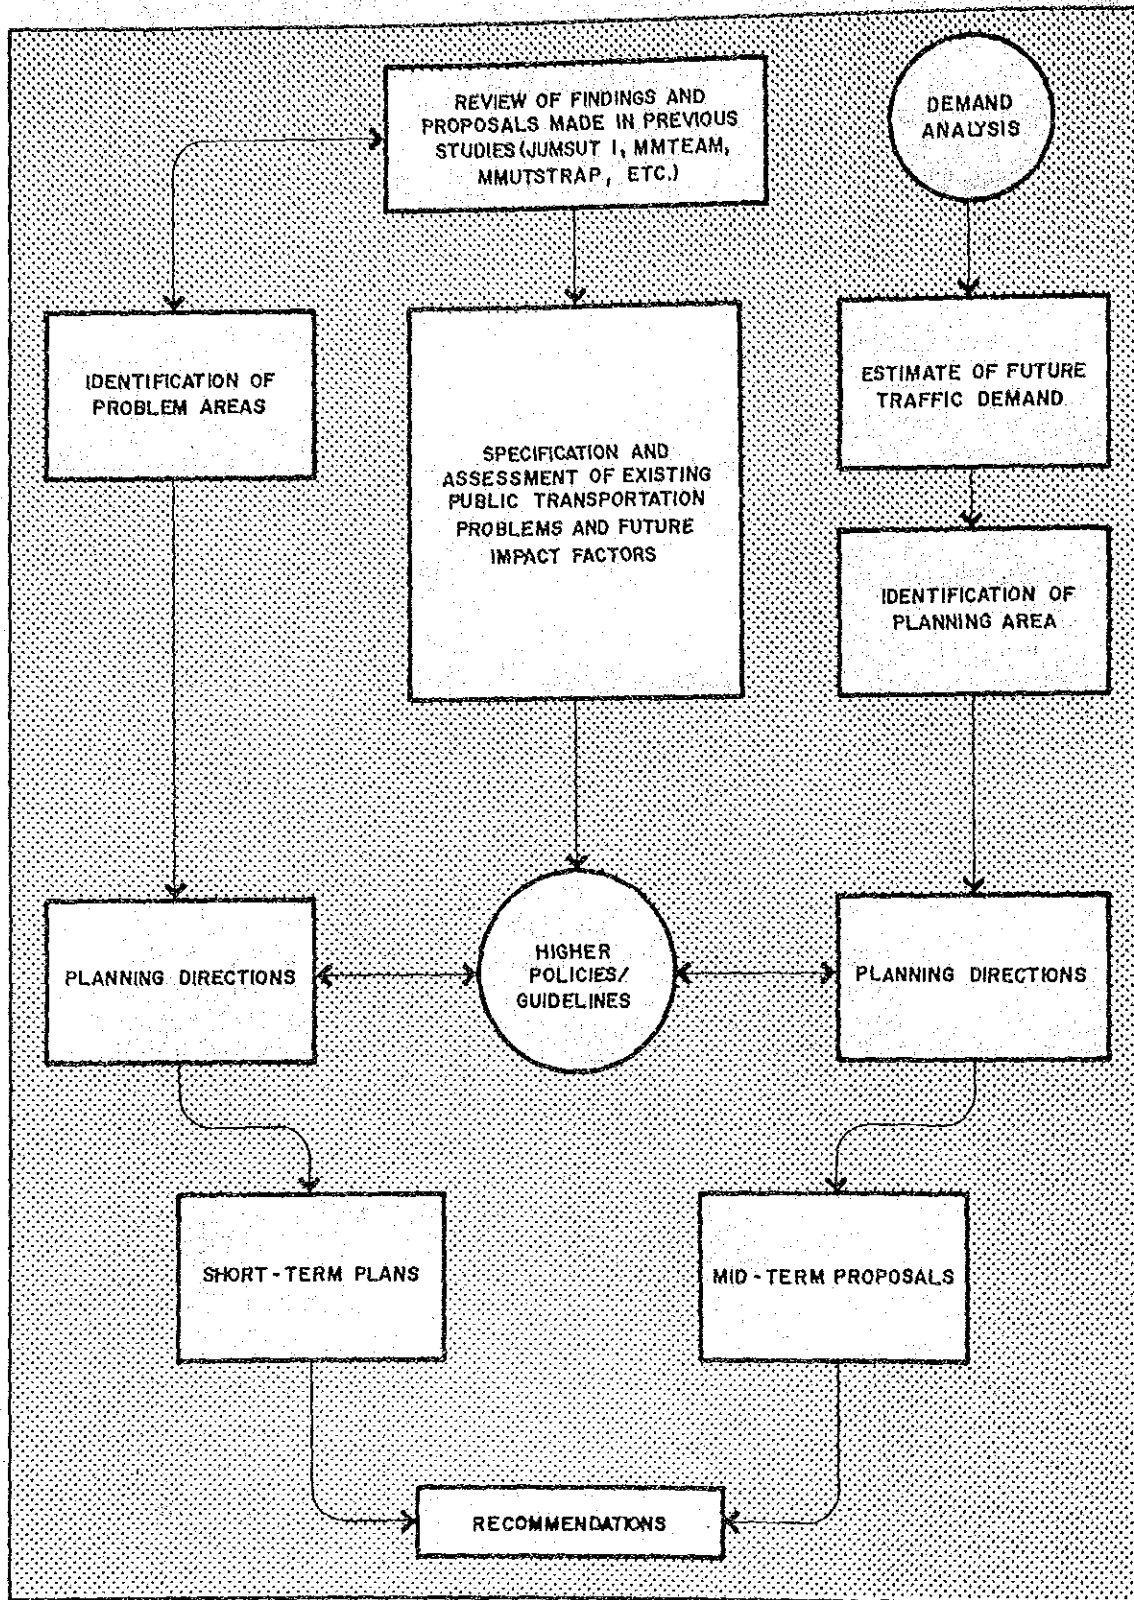 REVIEW OF FINDINGS AND
PROPOSALS MADE IN PREVIOUS
STUDIES (JUMSUT I, MMTEAM,
MMUTSTRAP, ETC.)
DEMAND
ANALYSIS
IDENTIFICATION OF
PROBLEM AREAS
SPECIFICATION AND
ASSESSMENT OF EXISTING
PUBLIC TRANSPORTATION
PROBLEMS AND FUTURE
IMPACT FACTORS
ESTIMATE OF FUTURE
TRAFFIC DEMAND
IDENTIFICATION OF
PLANNING AREA
PLANNING DIRECTIONS
HIGHER
POLICIES/
GUIDELINES
PLANNING DIRECTIONS
SHORT-TERM PLANS
MID-TERM PROPOSALS
RECOMMENDATIONS